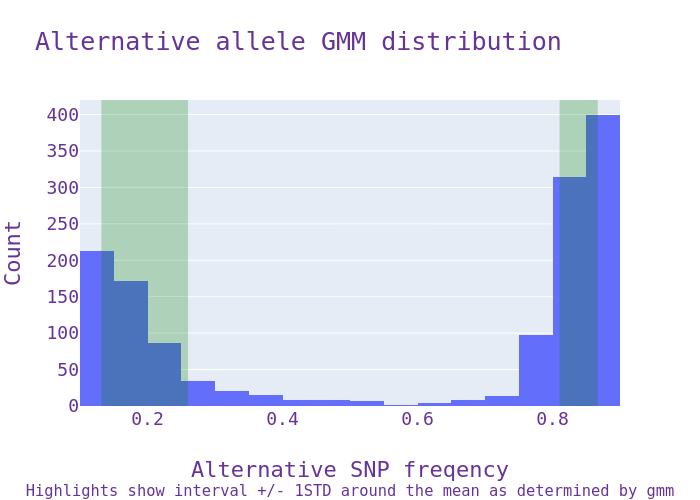 Alternative allele GMM distribution
Count
400
350
300
250
200
150
100
50
0
0.2 0.4 0.6 0.8
Alternative SNP freqency
Highlights show interval +/- 1STD around the mean as determined by gmm